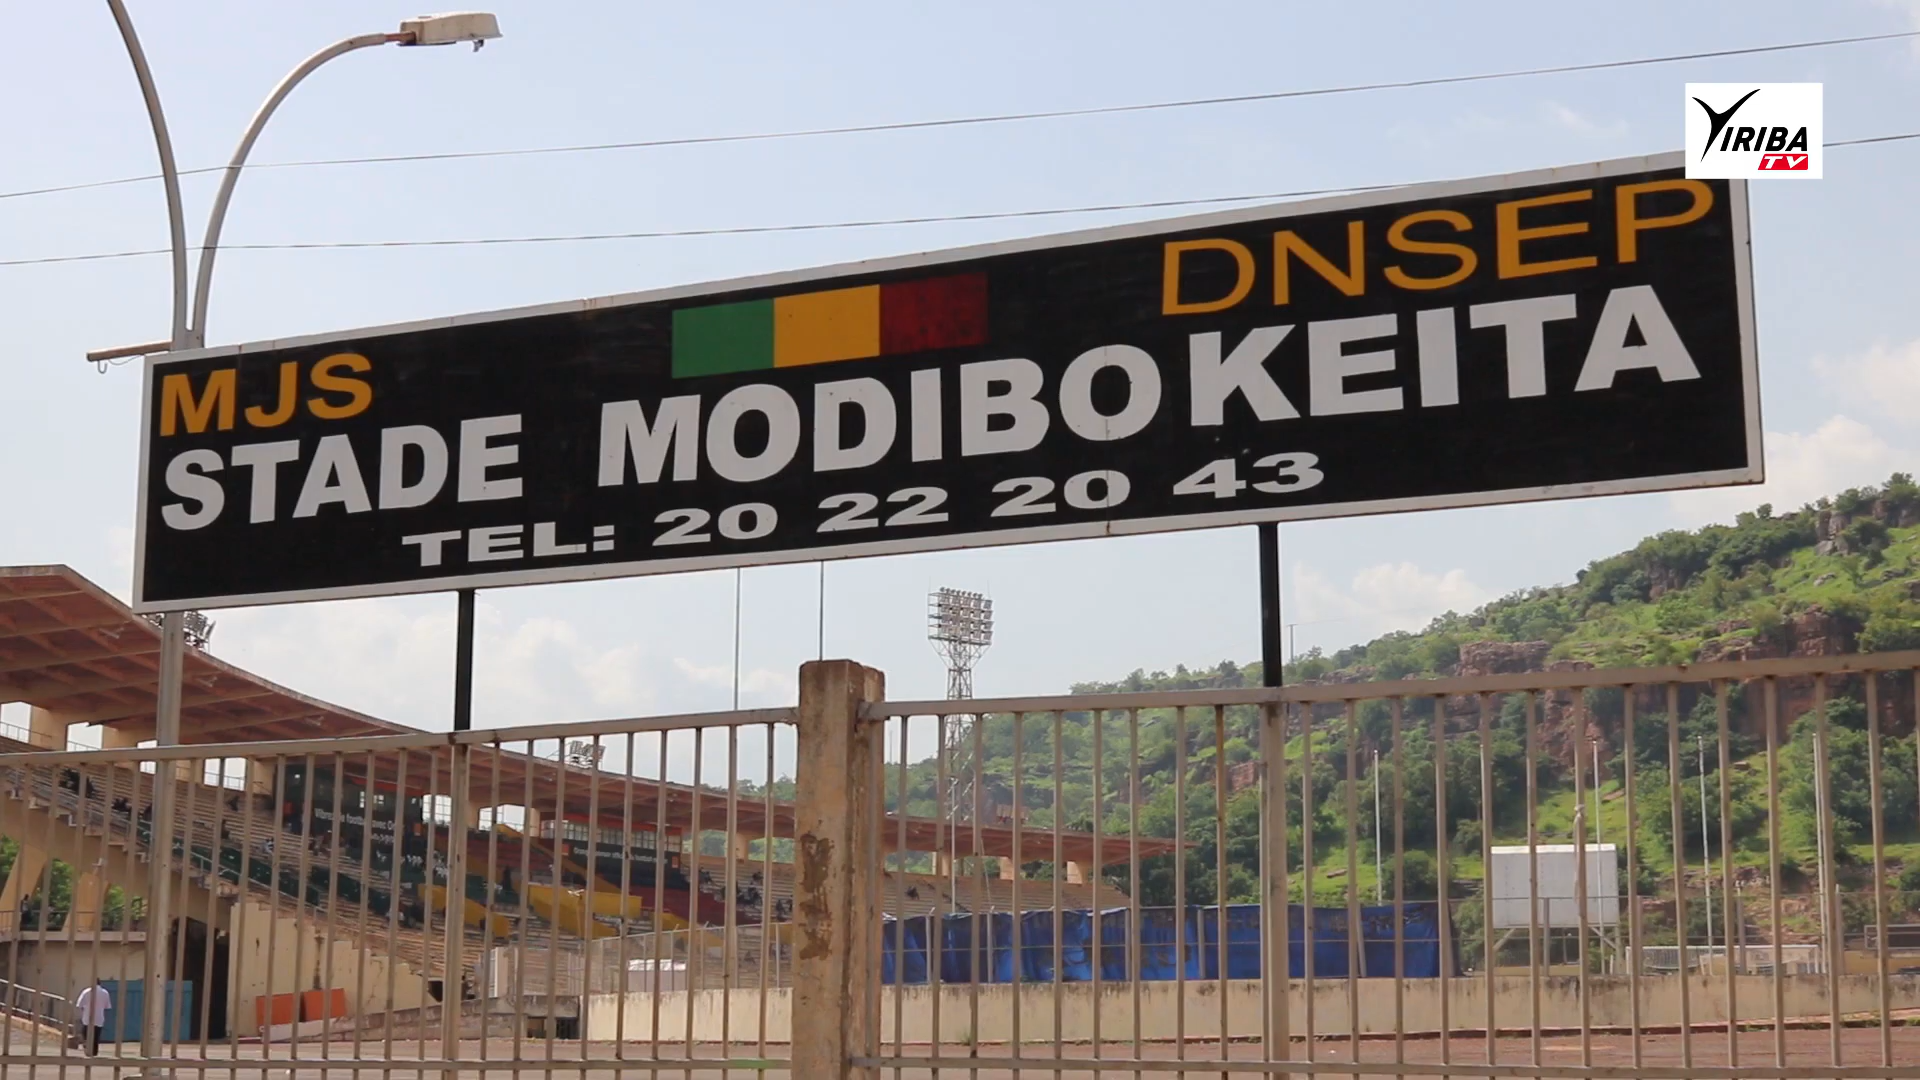 YIRIBA
TV
DNSEP
MJS
STADE MODIBO KEITA
TEL: 20 22 20 43